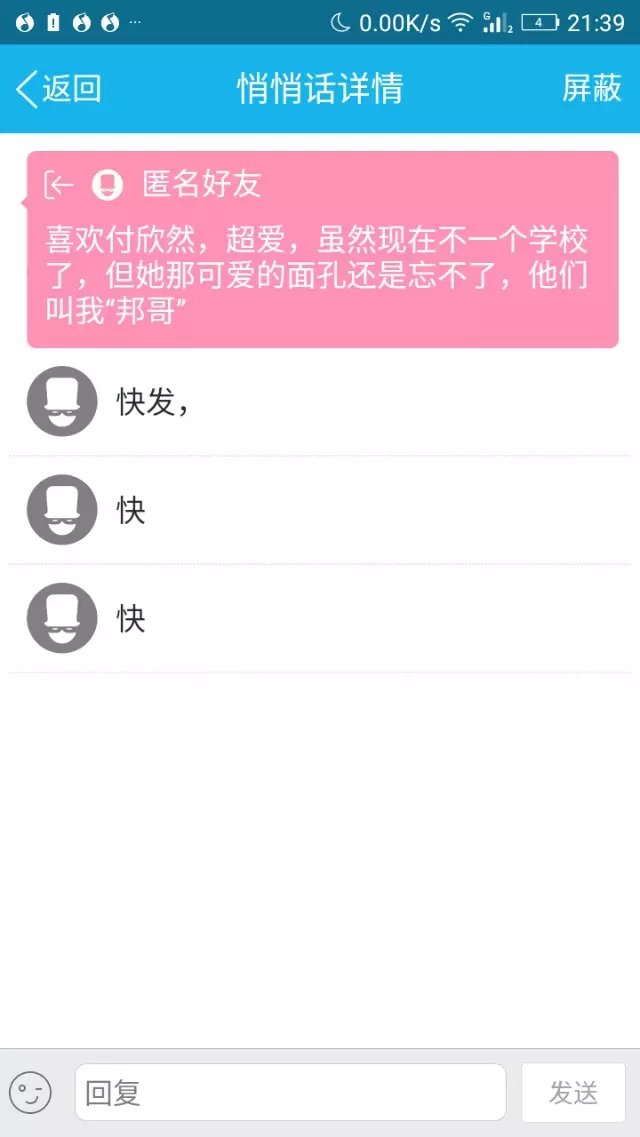 0.00K/s G 2 4 21:39
返回 悄悄话详情 屏蔽
匿名好友
喜欢付欣然，超爱，虽然现在不一个学校
了，但她那可爱的面孔还是忘不了，他们
叫我“邦哥”
快发，
快
快
回复 发送